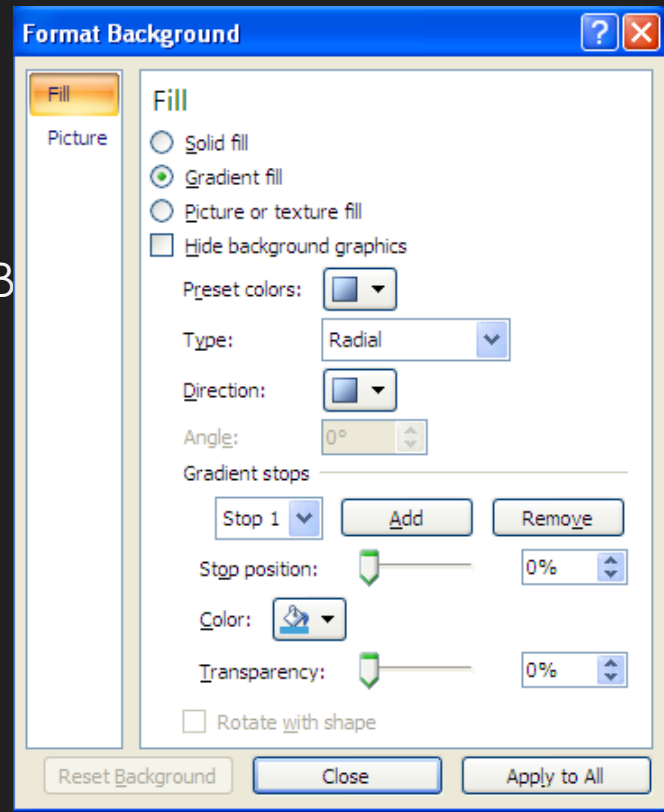 Format Background
Fill
Picture
Fill
Solid fill
Gradient fill
Picture or texture fill
Hide background graphics
Preset colors:
Type: Radial
Direction:
Angle: 0°
Gradient stops
Stop 1 Add Remove
Stop position: 0%
Color:
Transparency: 0%
Rotate with shape
Reset Background Close Apply to All